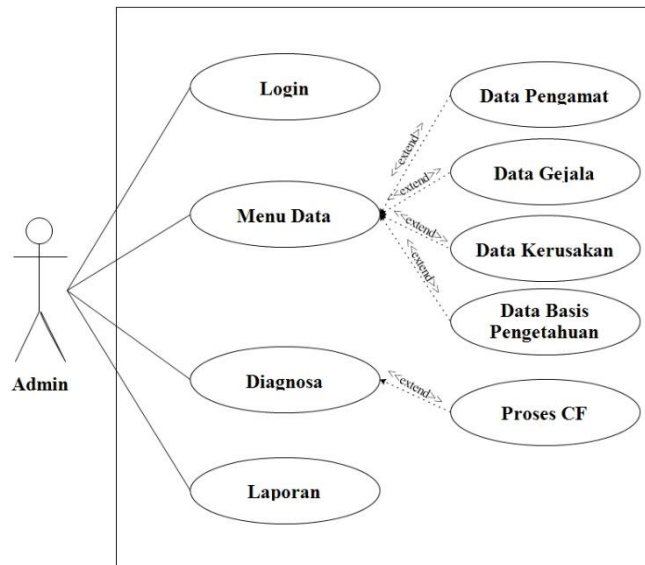 Login
Data Pengamat
<<extend>>
Data Gejala
<<extend>>
Menu Data
<<extend>>
Data Kerusakan
<<extend>>
Data Basis
Pengetahuan
Admin
Diagnosa
<<extend>>
Proses CF
Laporan